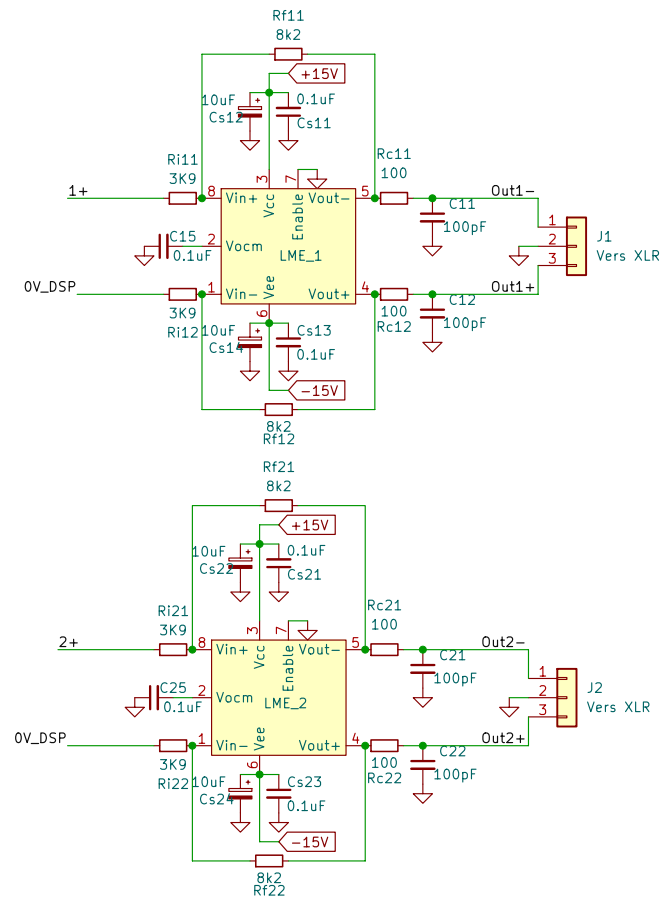 Rf11
8k2
+15V
10uF
0.1uF
Cs12
Cs11
Ri11
3K9
Rc11
100
1+
8
3
7
5
Out1-
Vin+
Vcc
Enable
Vout-
C11
100pF
1
J1
C15
0.1uF
2
Vocm
LME_1
2
Vers XLR
3
0V_DSP
Out1+
1
Vin-
Vee
Vout+
4
C12
100pF
3K9
Ri12
6
100
Rc12
10uF
Cs14
Cs13
0.1uF
-15V
8k2
Rf12
Rf21
8k2
+15V
10uF
0.1uF
Cs22
Cs21
Ri21
3K9
Rc21
100
2+
8
3
7
5
Out2-
Vin+
Vcc
Enable
Vout-
C21
100pF
1
J2
C25
0.1uF
2
Vocm
LME_2
2
Vers XLR
3
0V_DSP
Out2+
1
Vin-
Vee
Vout+
4
C22
100pF
3K9
Ri22
6
100
Rc22
10uF
Cs24
Cs23
0.1uF
-15V
8k2
Rf22